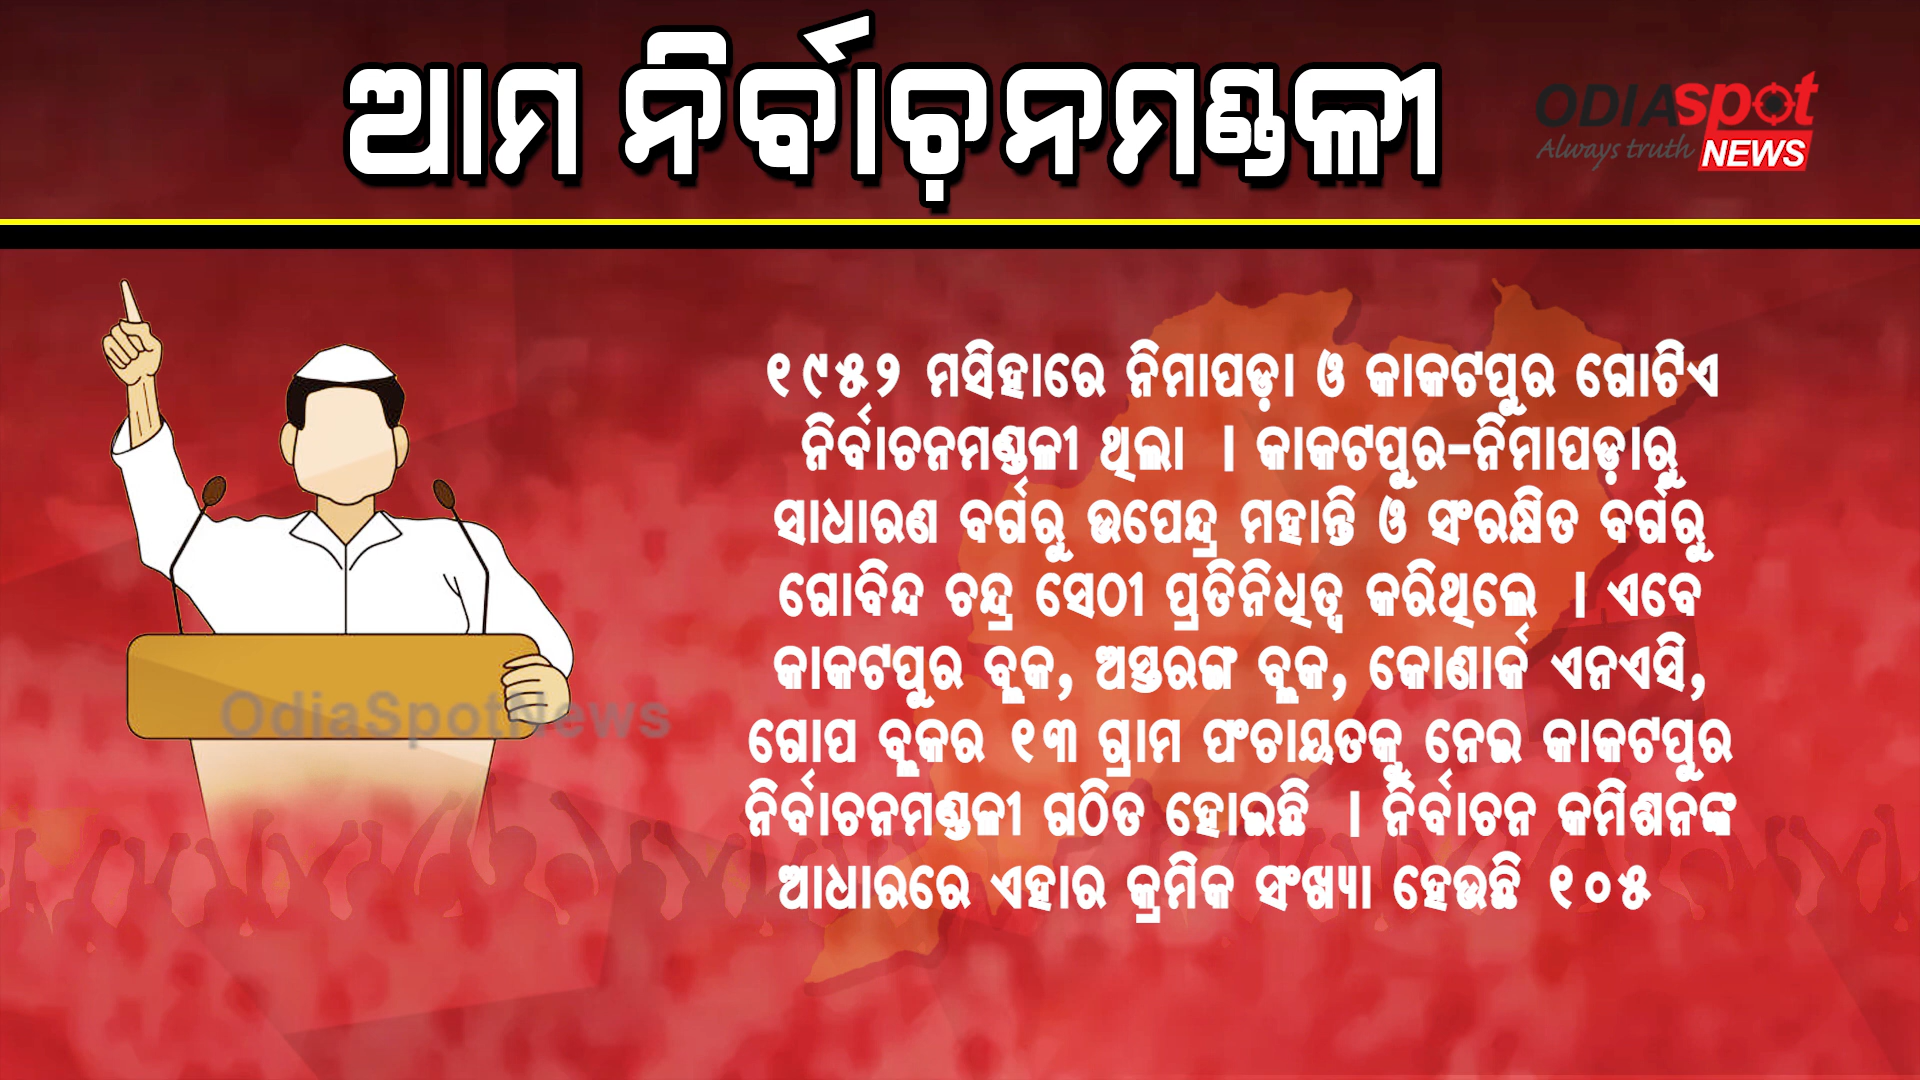 ଆମ ନିର୍ବାଚ଼ନମଣ୍ଡଳୀ
ODIASpot
Always truth NEWS
୧୯୫୨ ମସିହାରେ ନିମାପଡ଼ା ଓ କାକଟପୁର ଗୋଟିଏ
ନିର୍ବାଚନମଣ୍ଡଳୀ ଥିଲା । କାକଟପୁର-ନିମାପଡ଼ାରୁ
ସାଧାରଣ ବର୍ଗରୁ ଉପେନ୍ଦ୍ର ମହାନ୍ତି ଓ ସଂରକ୍ଷିତ ବର୍ଗରୁ
ଗୋବିନ୍ଦ ଚନ୍ଦ୍ର ସେଠୀ ପ୍ରତିନିଧିତ୍ୱ କରିଥିଲେ । ଏବେ
କାକଟପୁର ବ୍ଲକ, ଅସ୍ତରଙ୍ଗ ବ୍ଲକ, କୋଣାର୍କ ଏନଏସି,
ଗୋପ ବ୍ଲକର ୧୩ ଗ୍ରାମ ପଂଚାୟତକୁ ନେଇ କାକଟପୁର
ନିର୍ବାଚନମଣ୍ଡଳୀ ଗଠିତ ହୋଇଛି । ନିର୍ବାଚନ କମିଶନଙ୍କ
ଆଧାରରେ ଏହାର କ୍ରମିକ ସଂଖ୍ୟା ହେଉଛି ୧୦୫
OdiaSpotNews